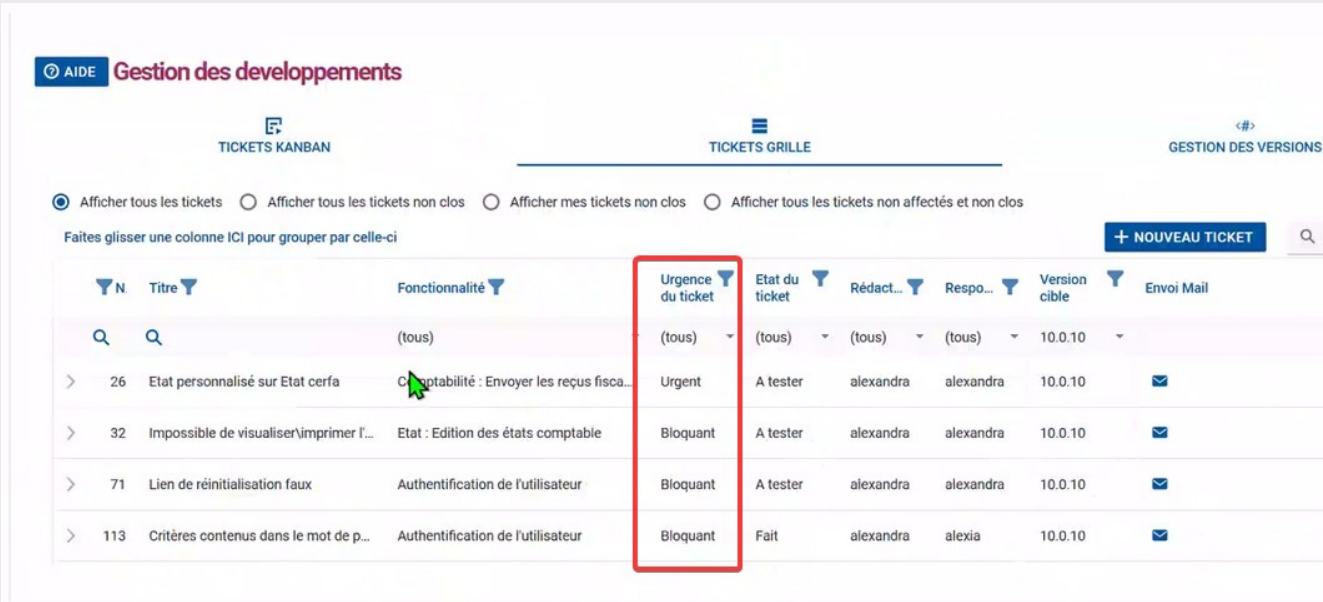 AIDE Gestion des developpements
TICKETS KANBAN TICKETS GRILLE GESTION DES VERSIONS
Afficher tous les tickets Afficher tous les tickets non clos Afficher mes tickets non clos Afficher tous les tickets non affectés et non clos
Faites glisser une colonne ICI pour grouper par celle-ci
+ NOUVEAU TICKET
N. Titre Fonctionnalité Urgence du ticket Etat du ticket Rédact... Respo... Version cible Envoi Mail
(tous) (tous) (tous) (tous) (tous) 10.0.10
26 Etat personnalisé sur Etat cerfa Comptabilité : Envoyer les reçus fisca... Urgent A tester alexandra alexandra 10.0.10
32 Impossible de visualiser\imprimer l'... Etat : Edition des états comptable Bloquant A tester alexandra alexandra 10.0.10
71 Lien de réinitialisation faux Authentification de l'utilisateur Bloquant A tester alexandra alexandra 10.0.10
113 Critères contenus dans le mot de p... Authentification de l'utilisateur Bloquant Fait alexandra alexia 10.0.10